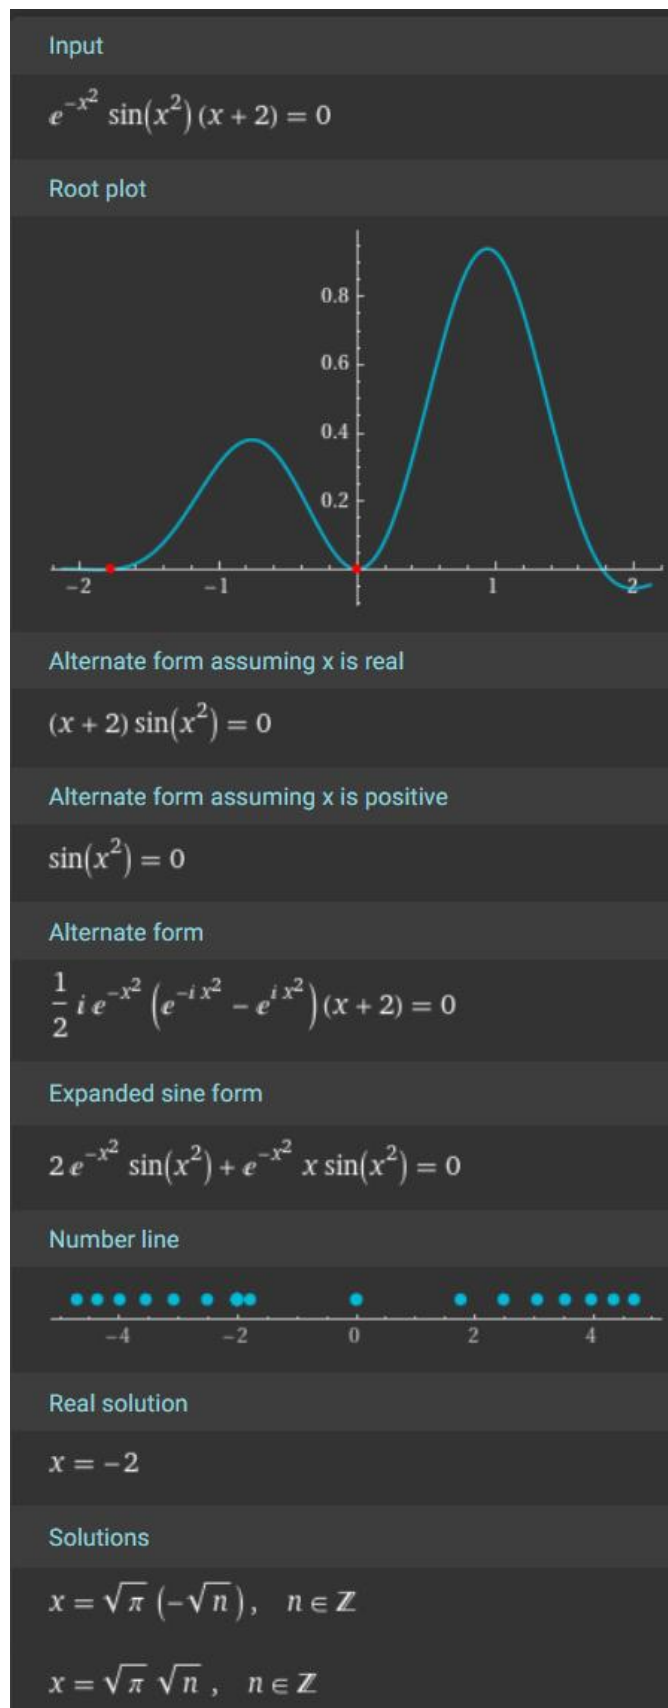 Input
e^{-x^2} sin(x^2) (x + 2) = 0
Root plot
0.8
0.6
0.4
0.2
−2 −1 1 2
Alternate form assuming x is real
(x + 2) sin(x^2) = 0
Alternate form assuming x is positive
sin(x^2) = 0
Alternate form
1/2 i e^{-x^2} (e^{-i x^2} − e^{i x^2}) (x + 2) = 0
Expanded sine form
2 e^{-x^2} sin(x^2) + e^{-x^2} x sin(x^2) = 0
Number line
−4 −2 0 2 4
Real solution
x = −2
Solutions
x = √π (−√n), n ∈ ℤ
x = √π √n, n ∈ ℤ